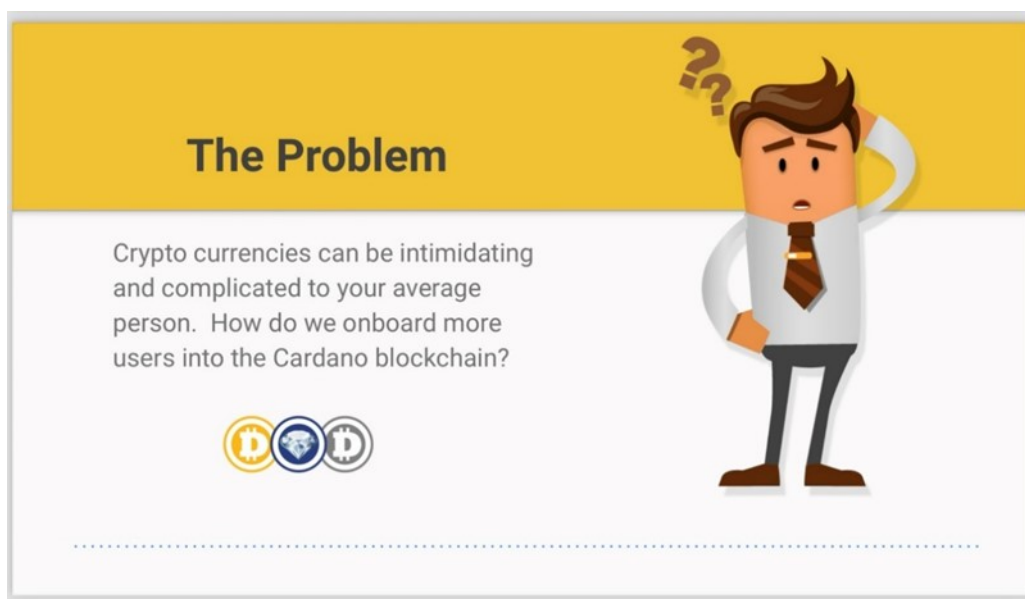 ??
The Problem
Crypto currencies can be intimidating
and complicated to your average
person.  How do we onboard more
users into the Cardano blockchain?
D D